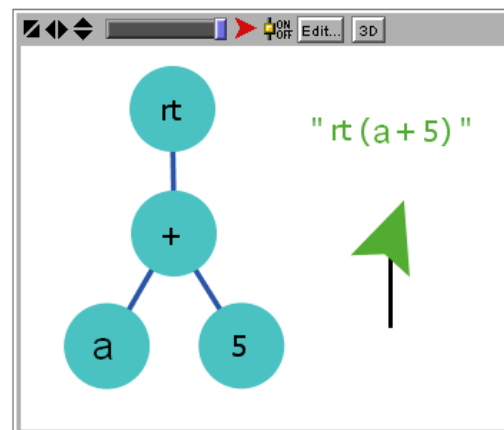 ON
OFF
Edit...
3D
rt
" rt (a + 5) "
+
a
5